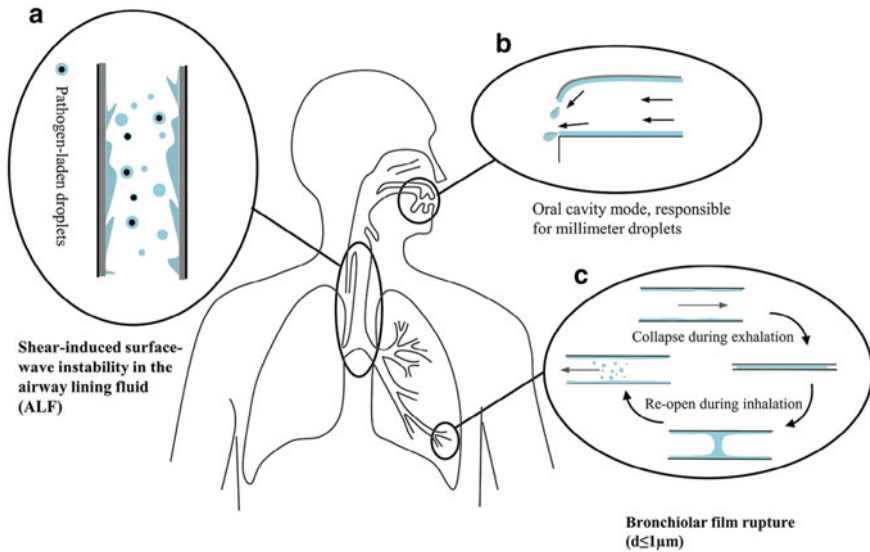 a
Pathogen-laden droplets
Shear-induced surface-
wave instability in the
airway lining fluid
(ALF)
b
Oral cavity mode, responsible
for millimeter droplets
c
Collapse during exhalation
Re-open during inhalation
Bronchiolar film rupture
(d≤1μm)